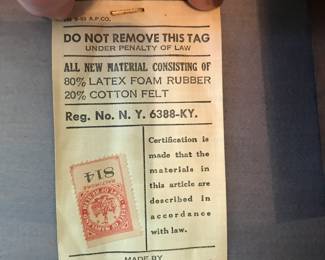 A.P.CO.
DO NOT REMOVE THIS TAG
UNDER PENALTY OF LAW
ALL NEW MATERIAL CONSISTING OF
80% LATEX FOAM RUBBER
20% COTTON FELT
Reg. No. N. Y. 6388-KY.
Certification is
made that the
materials in
this article are
described in
accordance
with law.
814
MADE BY